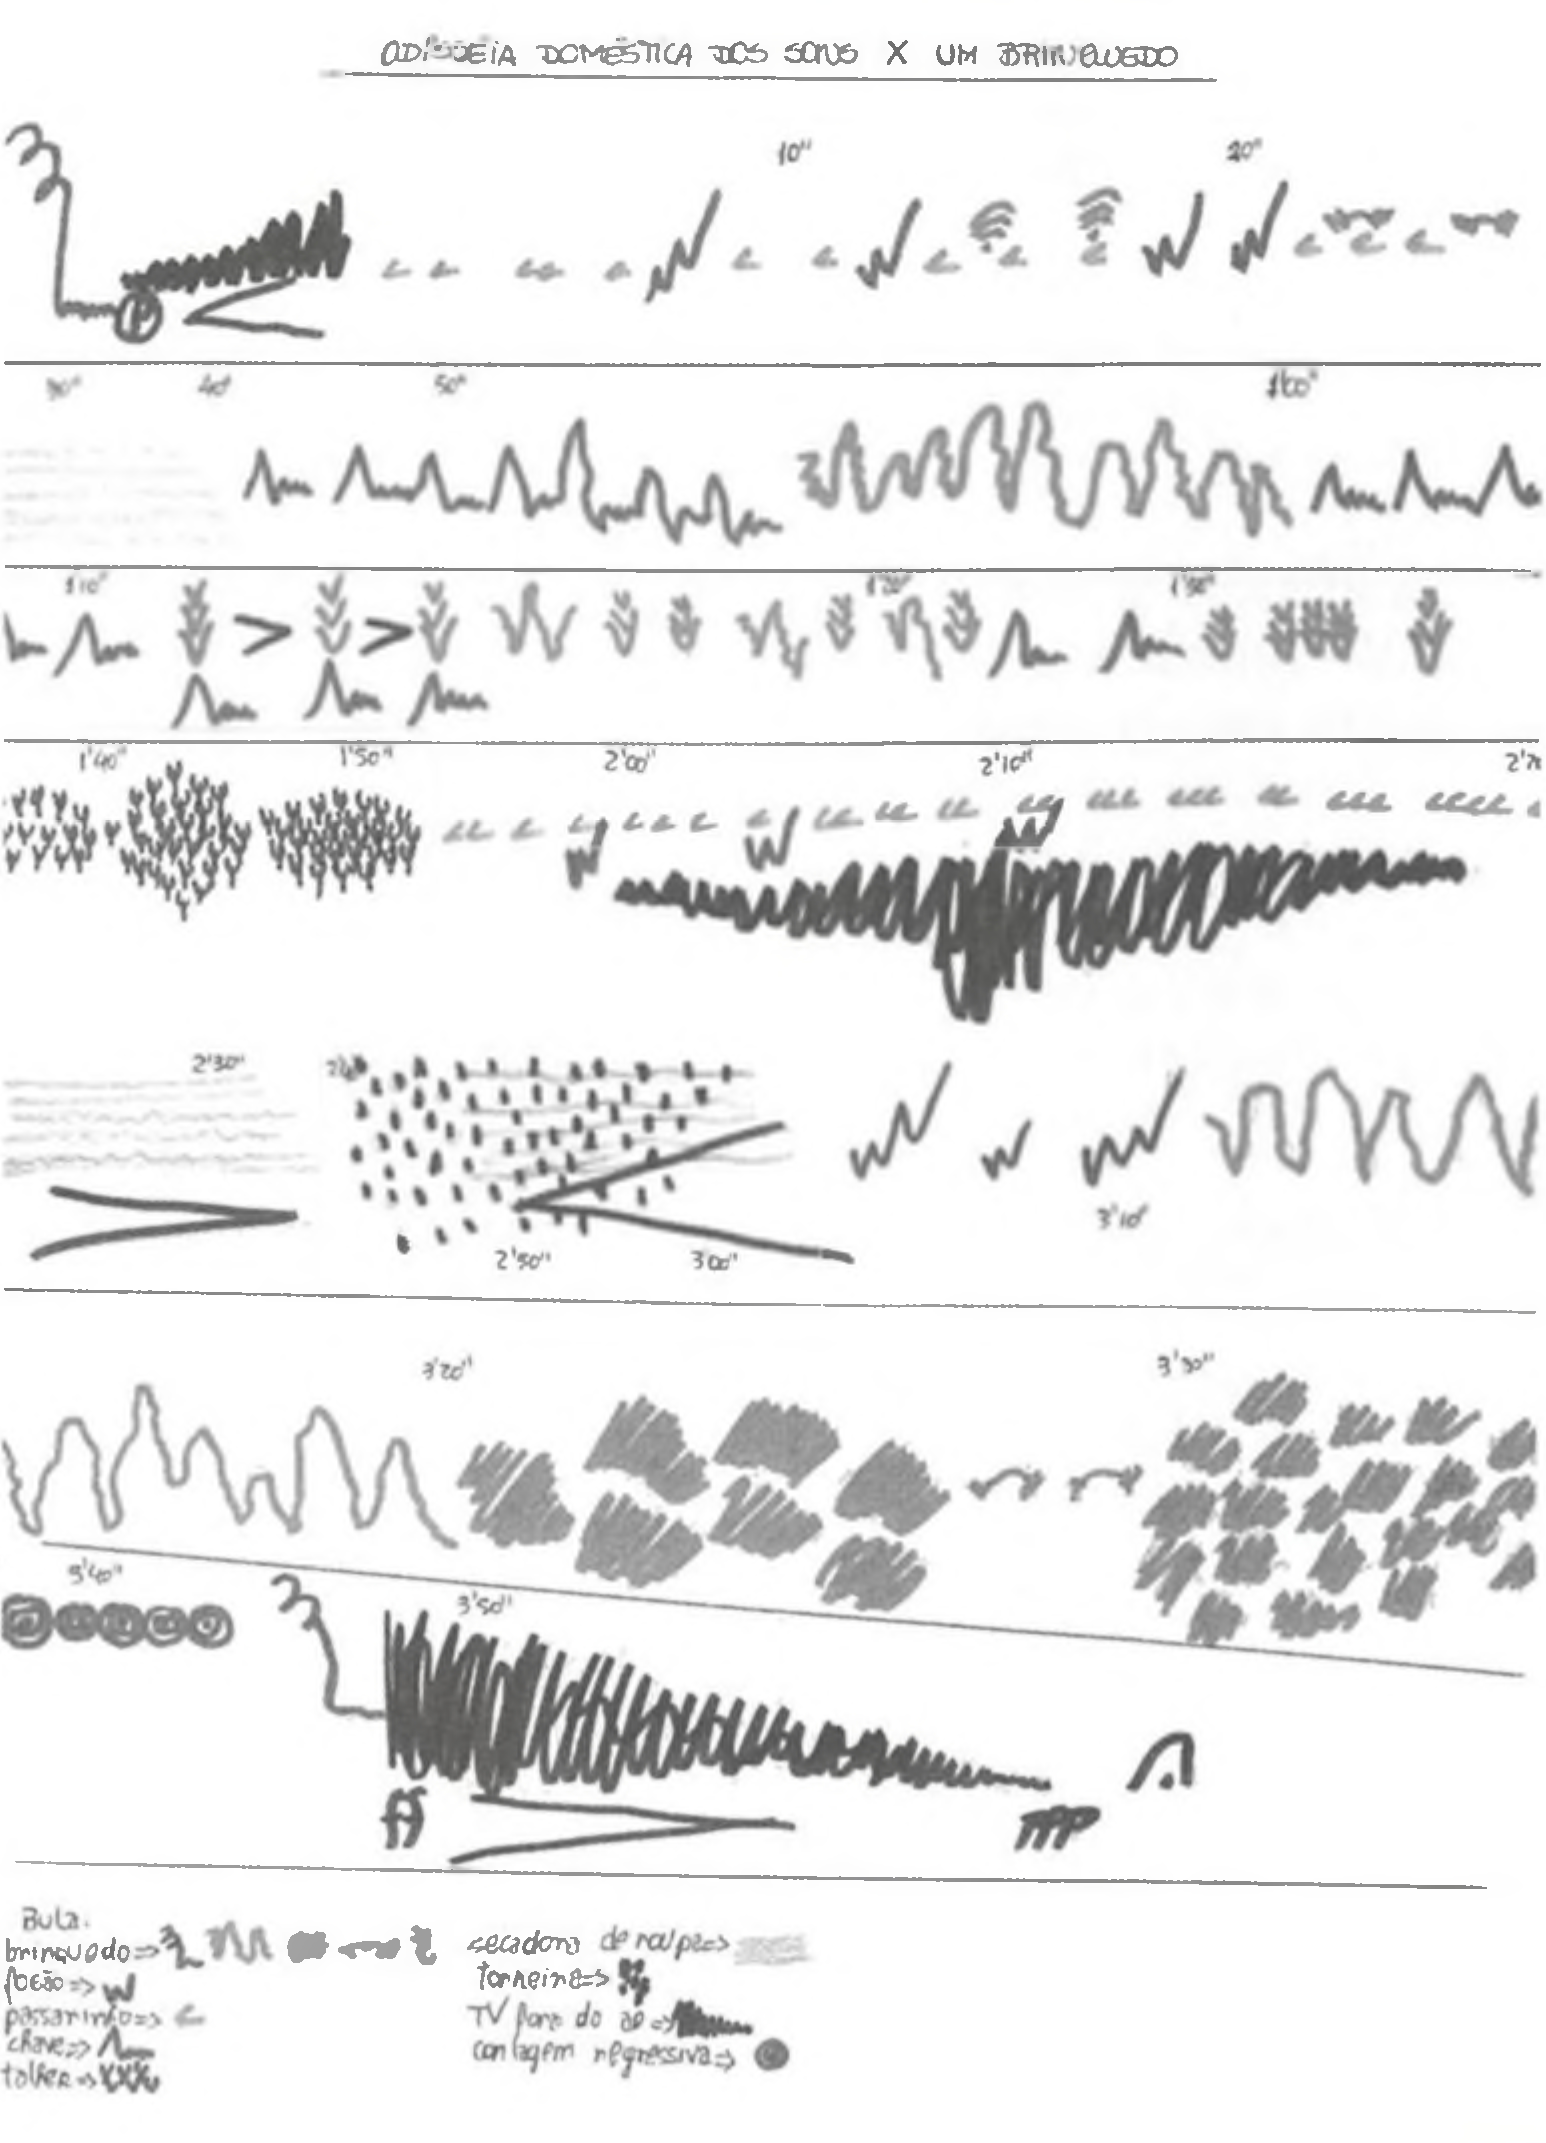 ODISSEIA DOMÉSTICA DOS SONS X UM BRINQUEDO
10" 20"
P
30" 40" 50" 1'00"
1'10" 1'20" 1'30"
1'40" 1'50" 2'00" 2'10"
2'30"
2'50" 3'00" 3'10"
3'20" 3'30"
3'40" 3'50"
ff ppp
Bula:
brinquedo=>
fogão=>
passarinho=>
chave=>
talher=>
secadora de roupa=>
torneira=>
TV fora do ar=>
contagem regressiva=>